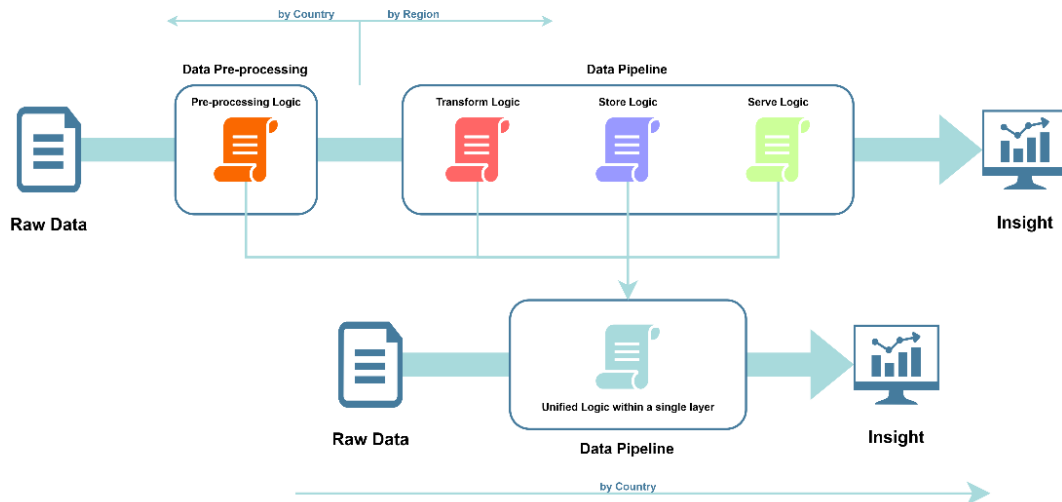 by Country
by Region
Data Pre-processing
Data Pipeline
Pre-processing Logic
Transform Logic
Store Logic
Serve Logic
Raw Data
Insight
Unified Logic within a single layer
Raw Data
Data Pipeline
Insight
by Country